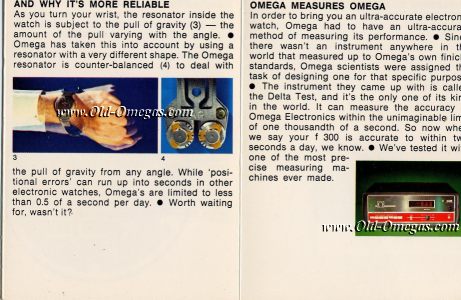 AND WHY IT'S MORE RELIABLE
As you turn your wrist, the resonator inside the
watch is subject to the pull of gravity (3) — the
amount of the pull varying with the angle. ●
Omega has taken this into account by using a
resonator with a very different shape. The Omega
resonator is counter-balanced (4) to deal with
www.Old-Omegas.com
3
4
the pull of gravity from any angle. While 'posi-
tional errors' can run up into seconds in other
electronic watches, Omega's are limited to less
than 0.5 of a second per day. ● Worth waiting
for, wasn't it?
OMEGA MEASURES OMEGA
In order to bring you an ultra-accurate electron
watch, Omega had to have an ultra-accura
method of measuring its performance. ● Sinc
there wasn't an instrument anywhere in th
world that measured up to Omega's own finic
standards, Omega scientists were assigned th
task of designing one for that specific purpos
● The instrument they came up with is calle
the Delta Test, and it's the only one of its kin
in the world. It can measure the accuracy
Omega Electronics within the unimaginable lim
of one thousandth of a second. So now whe
we say your f 300 is accurate to within tw
seconds a day, we know. ● We've tested it wit
one of the most pre-
cise measuring ma-
chines ever made.
www.Old-Omegas.com